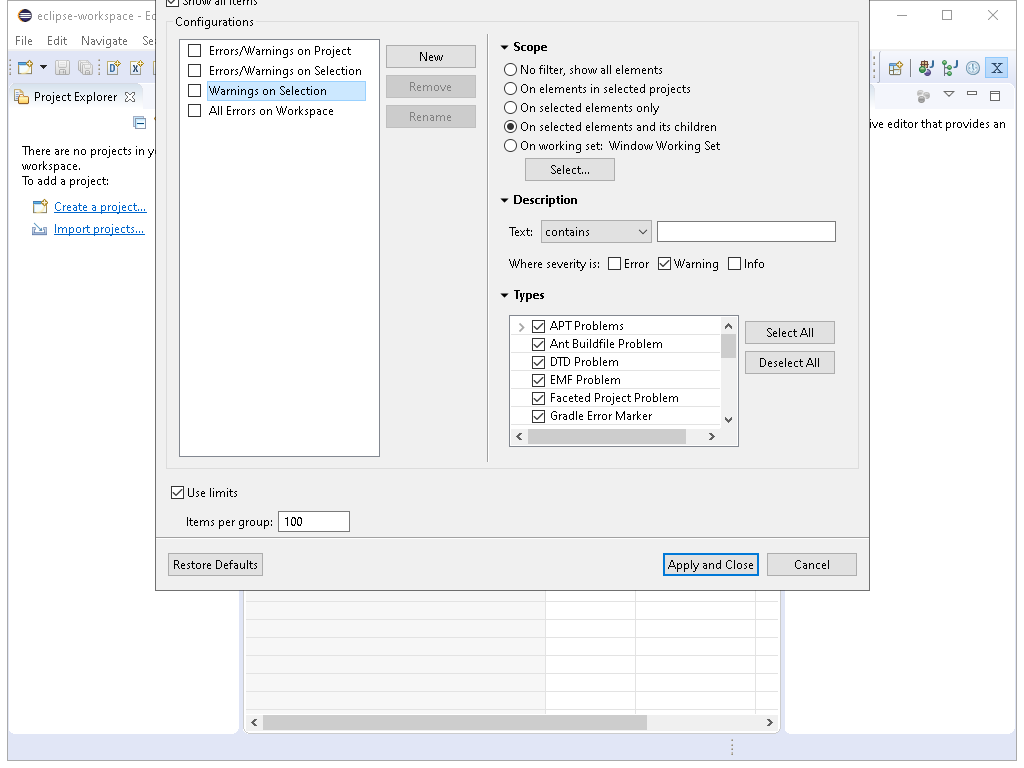 eclipse-workspace - Ec
Show all items
File Edit Navigate Se
Configurations
Errors/Warnings on Project
Errors/Warnings on Selection
Warnings on Selection
All Errors on Workspace
New
Remove
Rename
Scope
No filter, show all elements
On elements in selected projects
On selected elements only
On selected elements and its children
On working set: Window Working Set
Select...
Project Explorer
ive editor that provides an
There are no projects in y
workspace.
To add a project:
Create a project...
Import projects...
Description
Text: contains
Where severity is: Error Warning Info
Types
APT Problems
Ant Buildfile Problem
DTD Problem
EMF Problem
Faceted Project Problem
Gradle Error Marker
Select All
Deselect All
Use limits
Items per group: 100
Restore Defaults
Apply and Close
Cancel